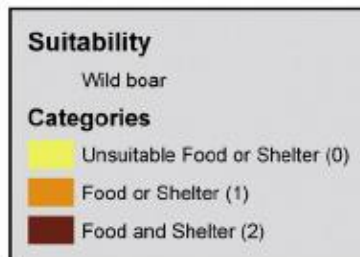 Suitability
Wild boar
Categories
Unsuitable Food or Shelter (0)
Food or Shelter (1)
Food and Shelter (2)